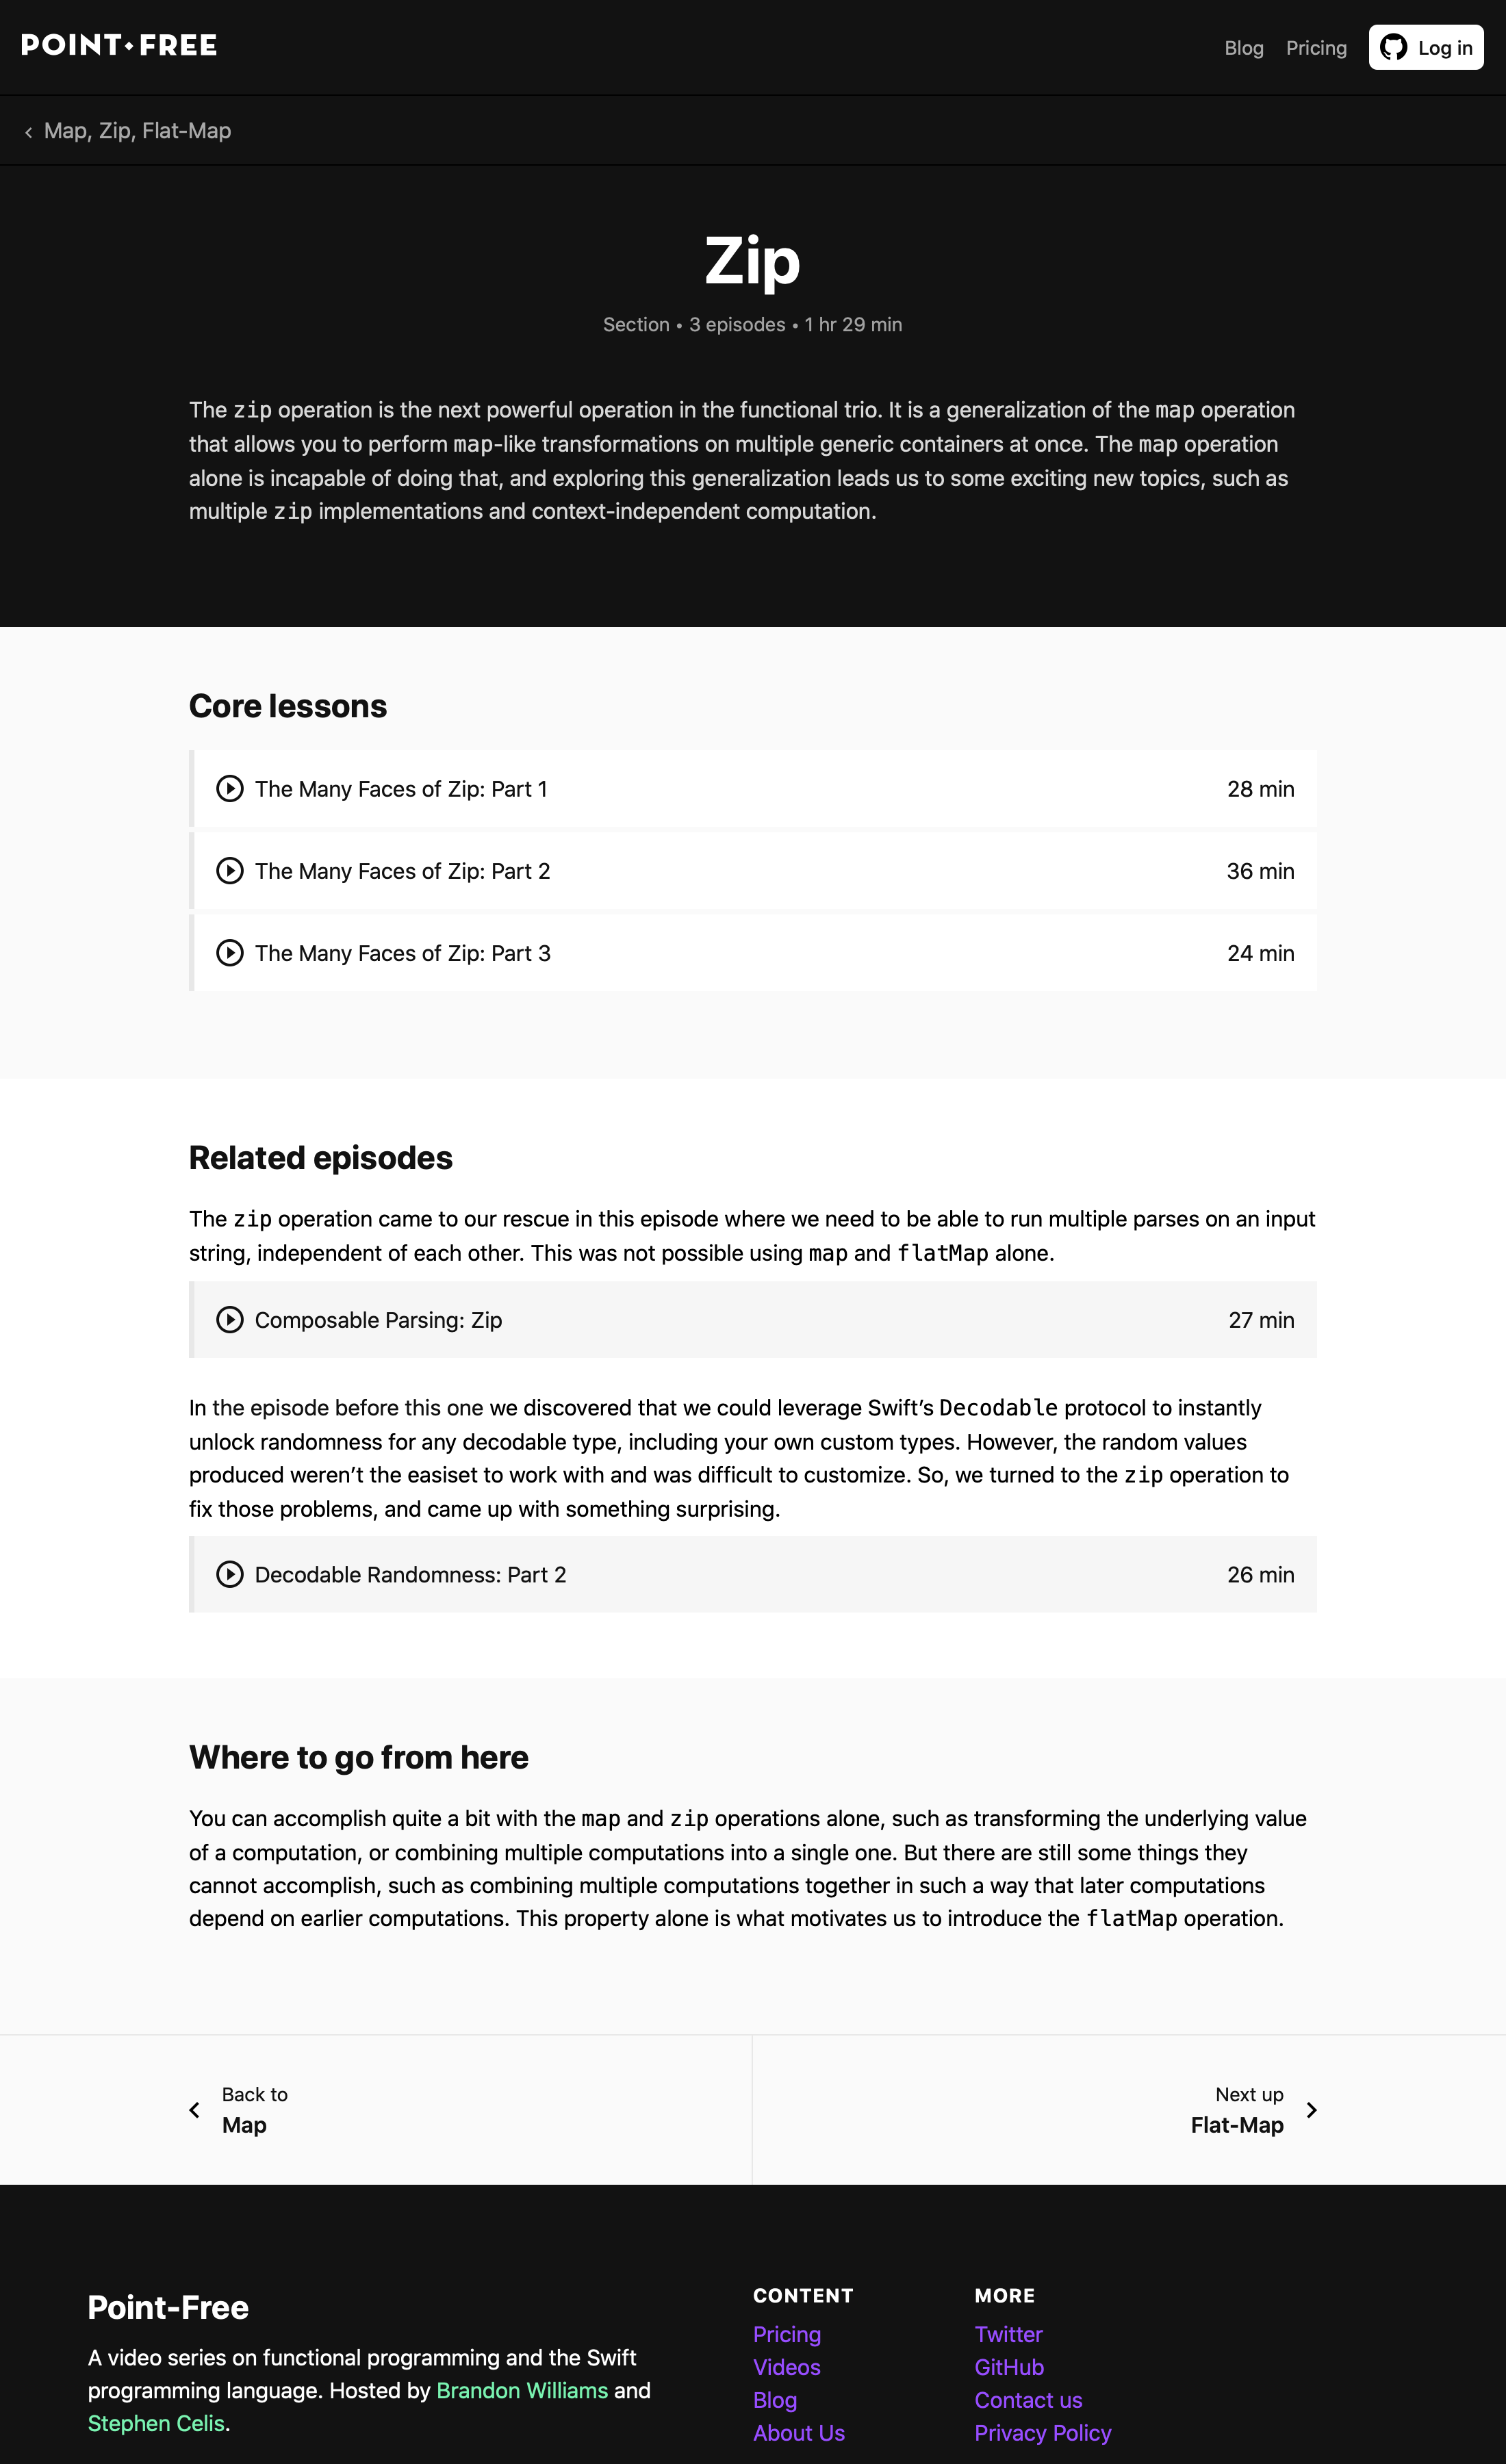 POINT•FREE
Blog Pricing Log in
‹ Map, Zip, Flat-Map
Zip
Section • 3 episodes • 1 hr 29 min
The zip operation is the next powerful operation in the functional trio. It is a generalization of the map operation
that allows you to perform map-like transformations on multiple generic containers at once. The map operation
alone is incapable of doing that, and exploring this generalization leads us to some exciting new topics, such as
multiple zip implementations and context-independent computation.
Core lessons
The Many Faces of Zip: Part 1 28 min
The Many Faces of Zip: Part 2 36 min
The Many Faces of Zip: Part 3 24 min
Related episodes
The zip operation came to our rescue in this episode where we need to be able to run multiple parses on an input
string, independent of each other. This was not possible using map and flatMap alone.
Composable Parsing: Zip 27 min
In the episode before this one we discovered that we could leverage Swift’s Decodable protocol to instantly
unlock randomness for any decodable type, including your own custom types. However, the random values
produced weren’t the easiset to work with and was difficult to customize. So, we turned to the zip operation to
fix those problems, and came up with something surprising.
Decodable Randomness: Part 2 26 min
Where to go from here
You can accomplish quite a bit with the map and zip operations alone, such as transforming the underlying value
of a computation, or combining multiple computations into a single one. But there are still some things they
cannot accomplish, such as combining multiple computations together in such a way that later computations
depend on earlier computations. This property alone is what motivates us to introduce the flatMap operation.
Back to
Map
Next up
Flat-Map
Point-Free
A video series on functional programming and the Swift
programming language. Hosted by Brandon Williams and
Stephen Celis.
CONTENT
Pricing
Videos
Blog
About Us
MORE
Twitter
GitHub
Contact us
Privacy Policy